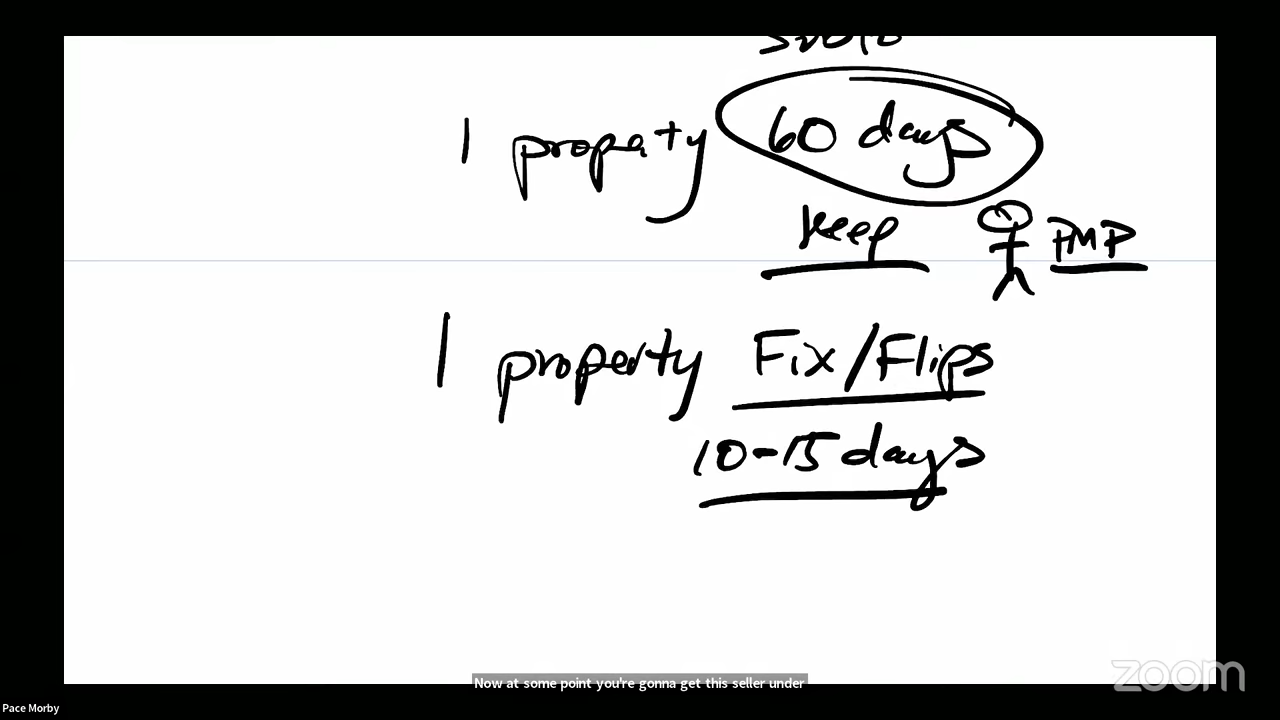 1 property 60 days
keep PMP
1 property Fix/Flips
10-15 days
zoom
Now at some point you're gonna get this seller under
Pace Morby